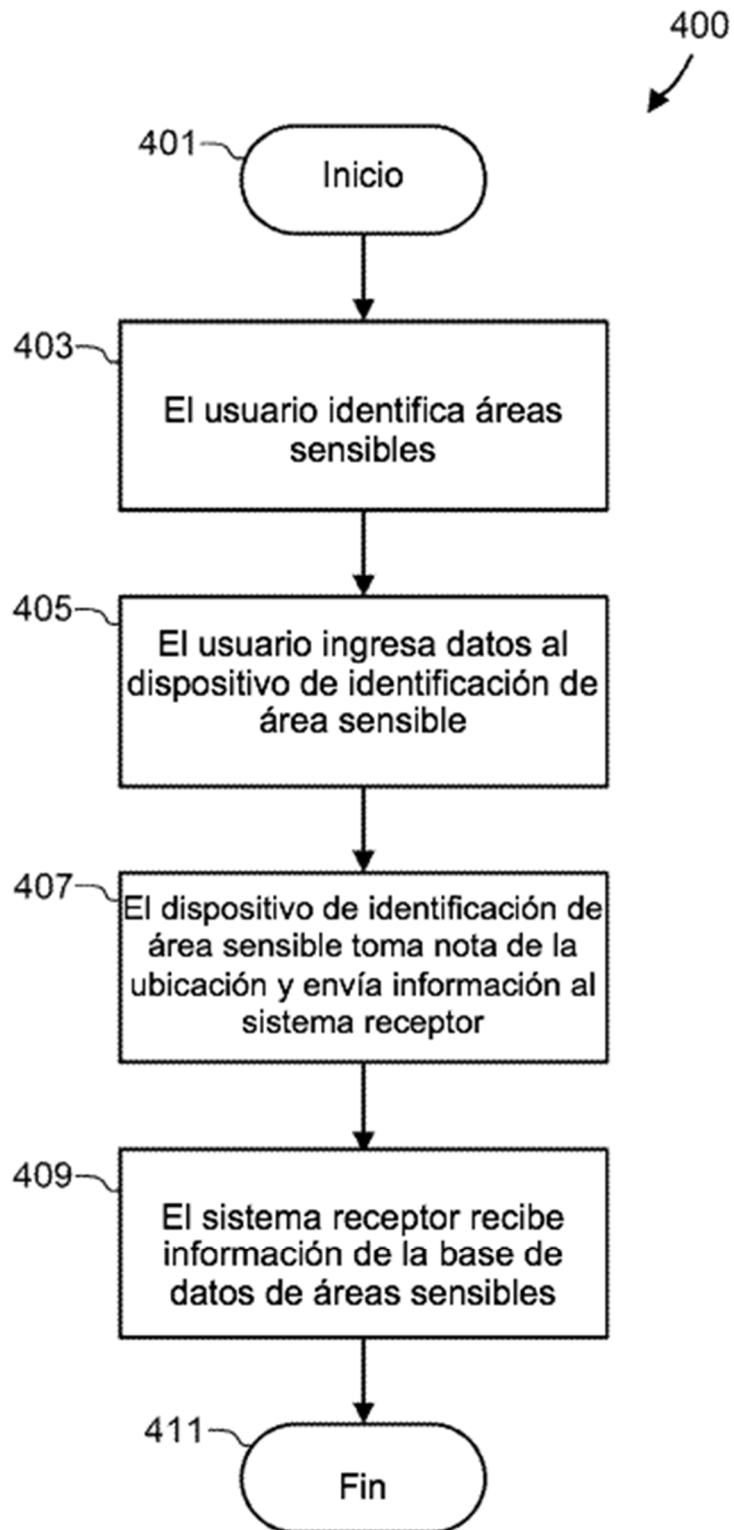 400
401
Inicio
403
El usuario identifica áreas
sensibles
405
El usuario ingresa datos al
dispositivo de identificación de
área sensible
407
El dispositivo de identificación de
área sensible toma nota de la
ubicación y envía información al
sistema receptor
409
El sistema receptor recibe
información de la base de
datos de áreas sensibles
411
Fin